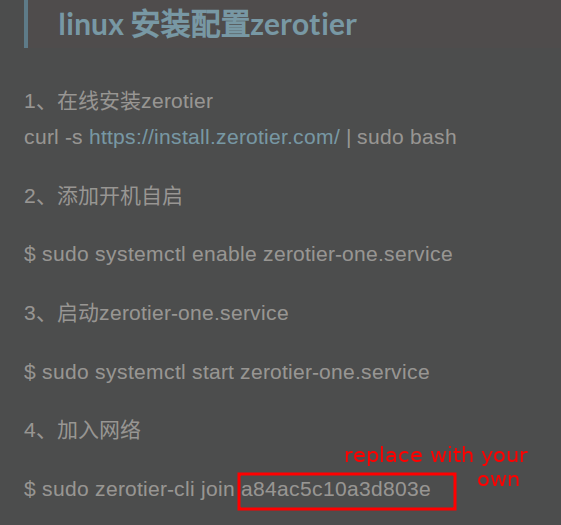 linux 安装配置zerotier
1、在线安装zerotier
curl -s https://install.zerotier.com/ | sudo bash
2、添加开机自启
$ sudo systemctl enable zerotier-one.service
3、启动zerotier-one.service
$ sudo systemctl start zerotier-one.service
4、加入网络
replace with your
own
$ sudo zerotier-cli join a84ac5c10a3d803e